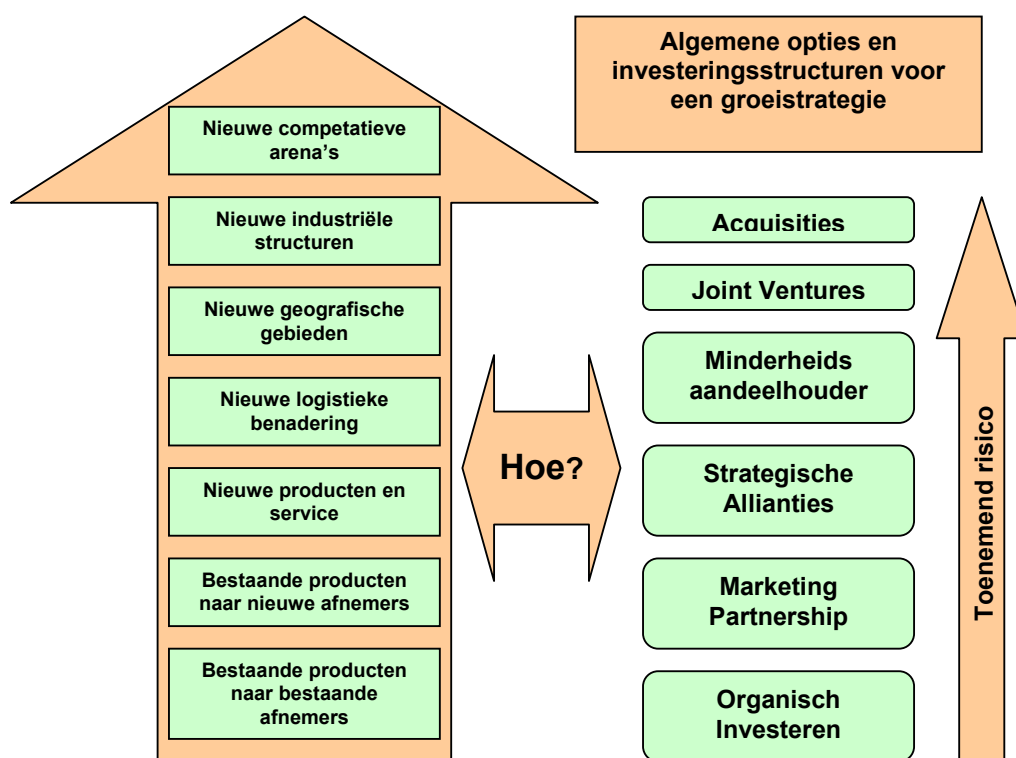 Algemene opties en
investeringsstructuren voor
een groeistrategie
Nieuwe competatieve
arena's
Nieuwe industriële
structuren
Nieuwe geografische
gebieden
Nieuwe logistieke
benadering
Nieuwe producten en
service
Bestaande producten
naar nieuwe afnemers
Bestaande producten
naar bestaande
afnemers
Hoe?
Acquisities
Joint Ventures
Minderheids
aandeelhouder
Strategische
Allianties
Marketing
Partnership
Organisch
Investeren
Toenemend risico